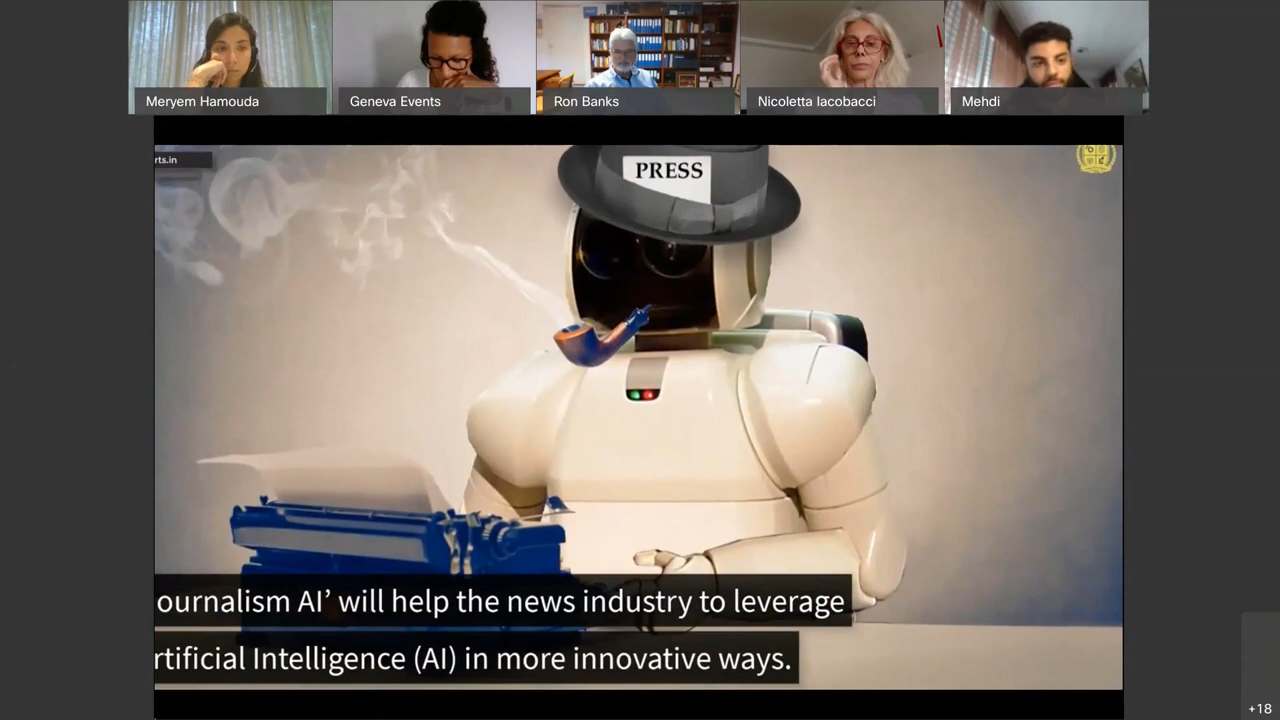 Meryem Hamouda
Geneva Events
Ron Banks
Nicoletta Iacobacci
Mehdi
rts.in
PRESS
ournalism AI’ will help the news industry to leverage
rtificial Intelligence (AI) in more innovative ways.
+18